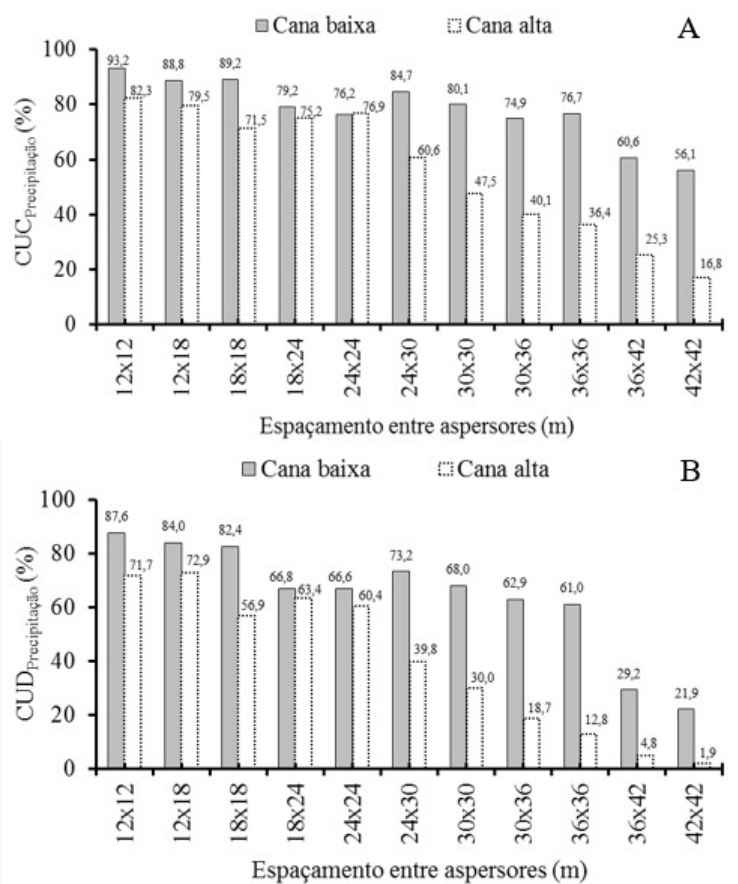 Cana baixa Cana alta A
100
80
60
40
20
0
CUCPrecipitação (%)
93,2 82,3 88,8 79,5 89,2 71,5 79,2 75,2 76,2 76,9 84,7 60,6 80,1 47,5 74,9 40,1 76,7 36,4 60,6 25,3 56,1 16,8
12x12 12x18 18x18 18x24 24x24 24x30 30x30 30x36 36x36 36x42 42x42
Espaçamento entre aspersores (m)
Cana baixa Cana alta B
100
80
60
40
20
0
CUDPrecipitação (%)
87,6 71,7 84,0 72,9 82,4 56,9 66,8 63,4 66,6 60,4 73,2 39,8 68,0 30,0 62,9 18,7 61,0 12,8 29,2 4,8 21,9 1,9
12x12 12x18 18x18 18x24 24x24 24x30 30x30 30x36 36x36 36x42 42x42
Espaçamento entre aspersores (m)